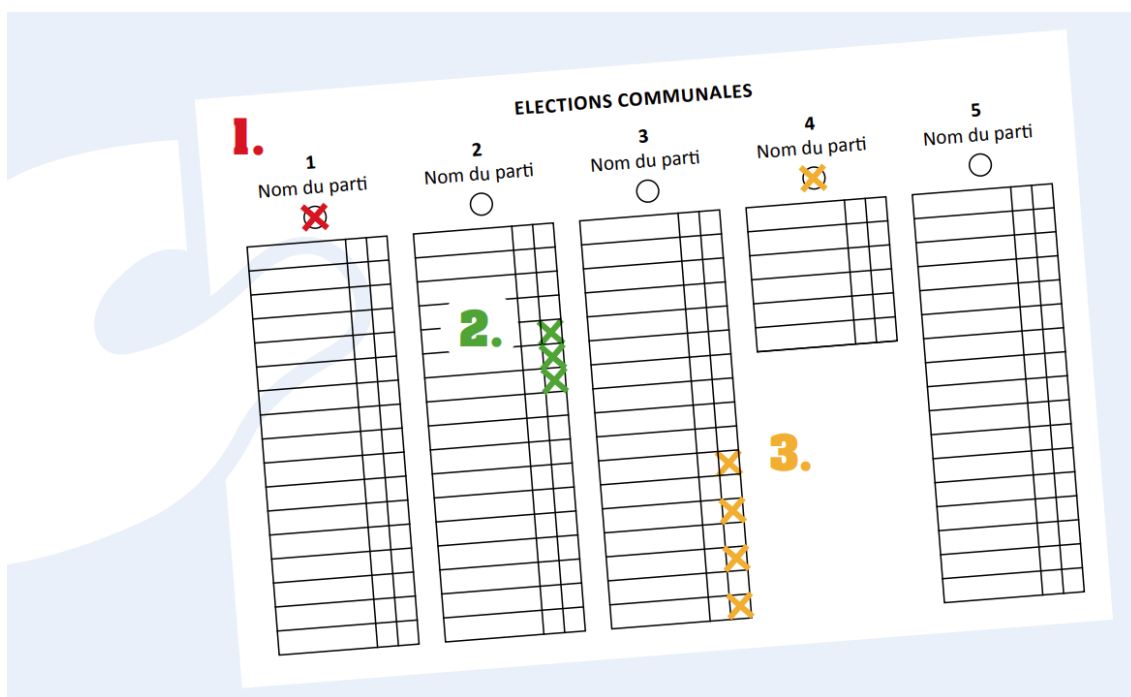 ELECTIONS COMMUNALES
1.
1
Nom du parti
2
Nom du parti
3
Nom du parti
4
Nom du parti
5
Nom du parti
2.
3.